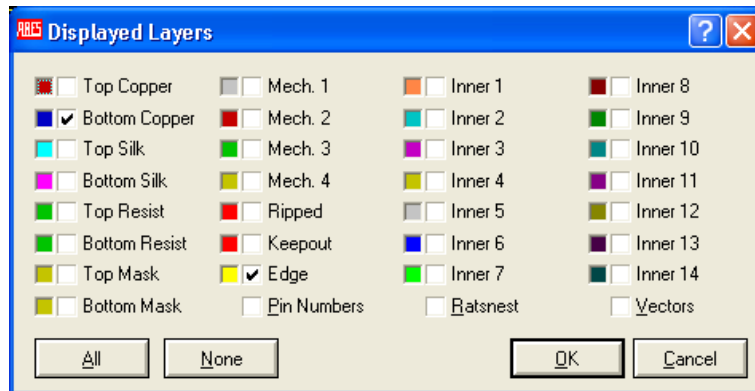 ARES Displayed Layers ? X
Top Copper Mech. 1 Inner 1 Inner 8
Bottom Copper Mech. 2 Inner 2 Inner 9
Top Silk Mech. 3 Inner 3 Inner 10
Bottom Silk Mech. 4 Inner 4 Inner 11
Top Resist Ripped Inner 5 Inner 12
Bottom Resist Keepout Inner 6 Inner 13
Top Mask Edge Inner 7 Inner 14
Bottom Mask Pin Numbers Ratsnest Vectors
All None OK Cancel